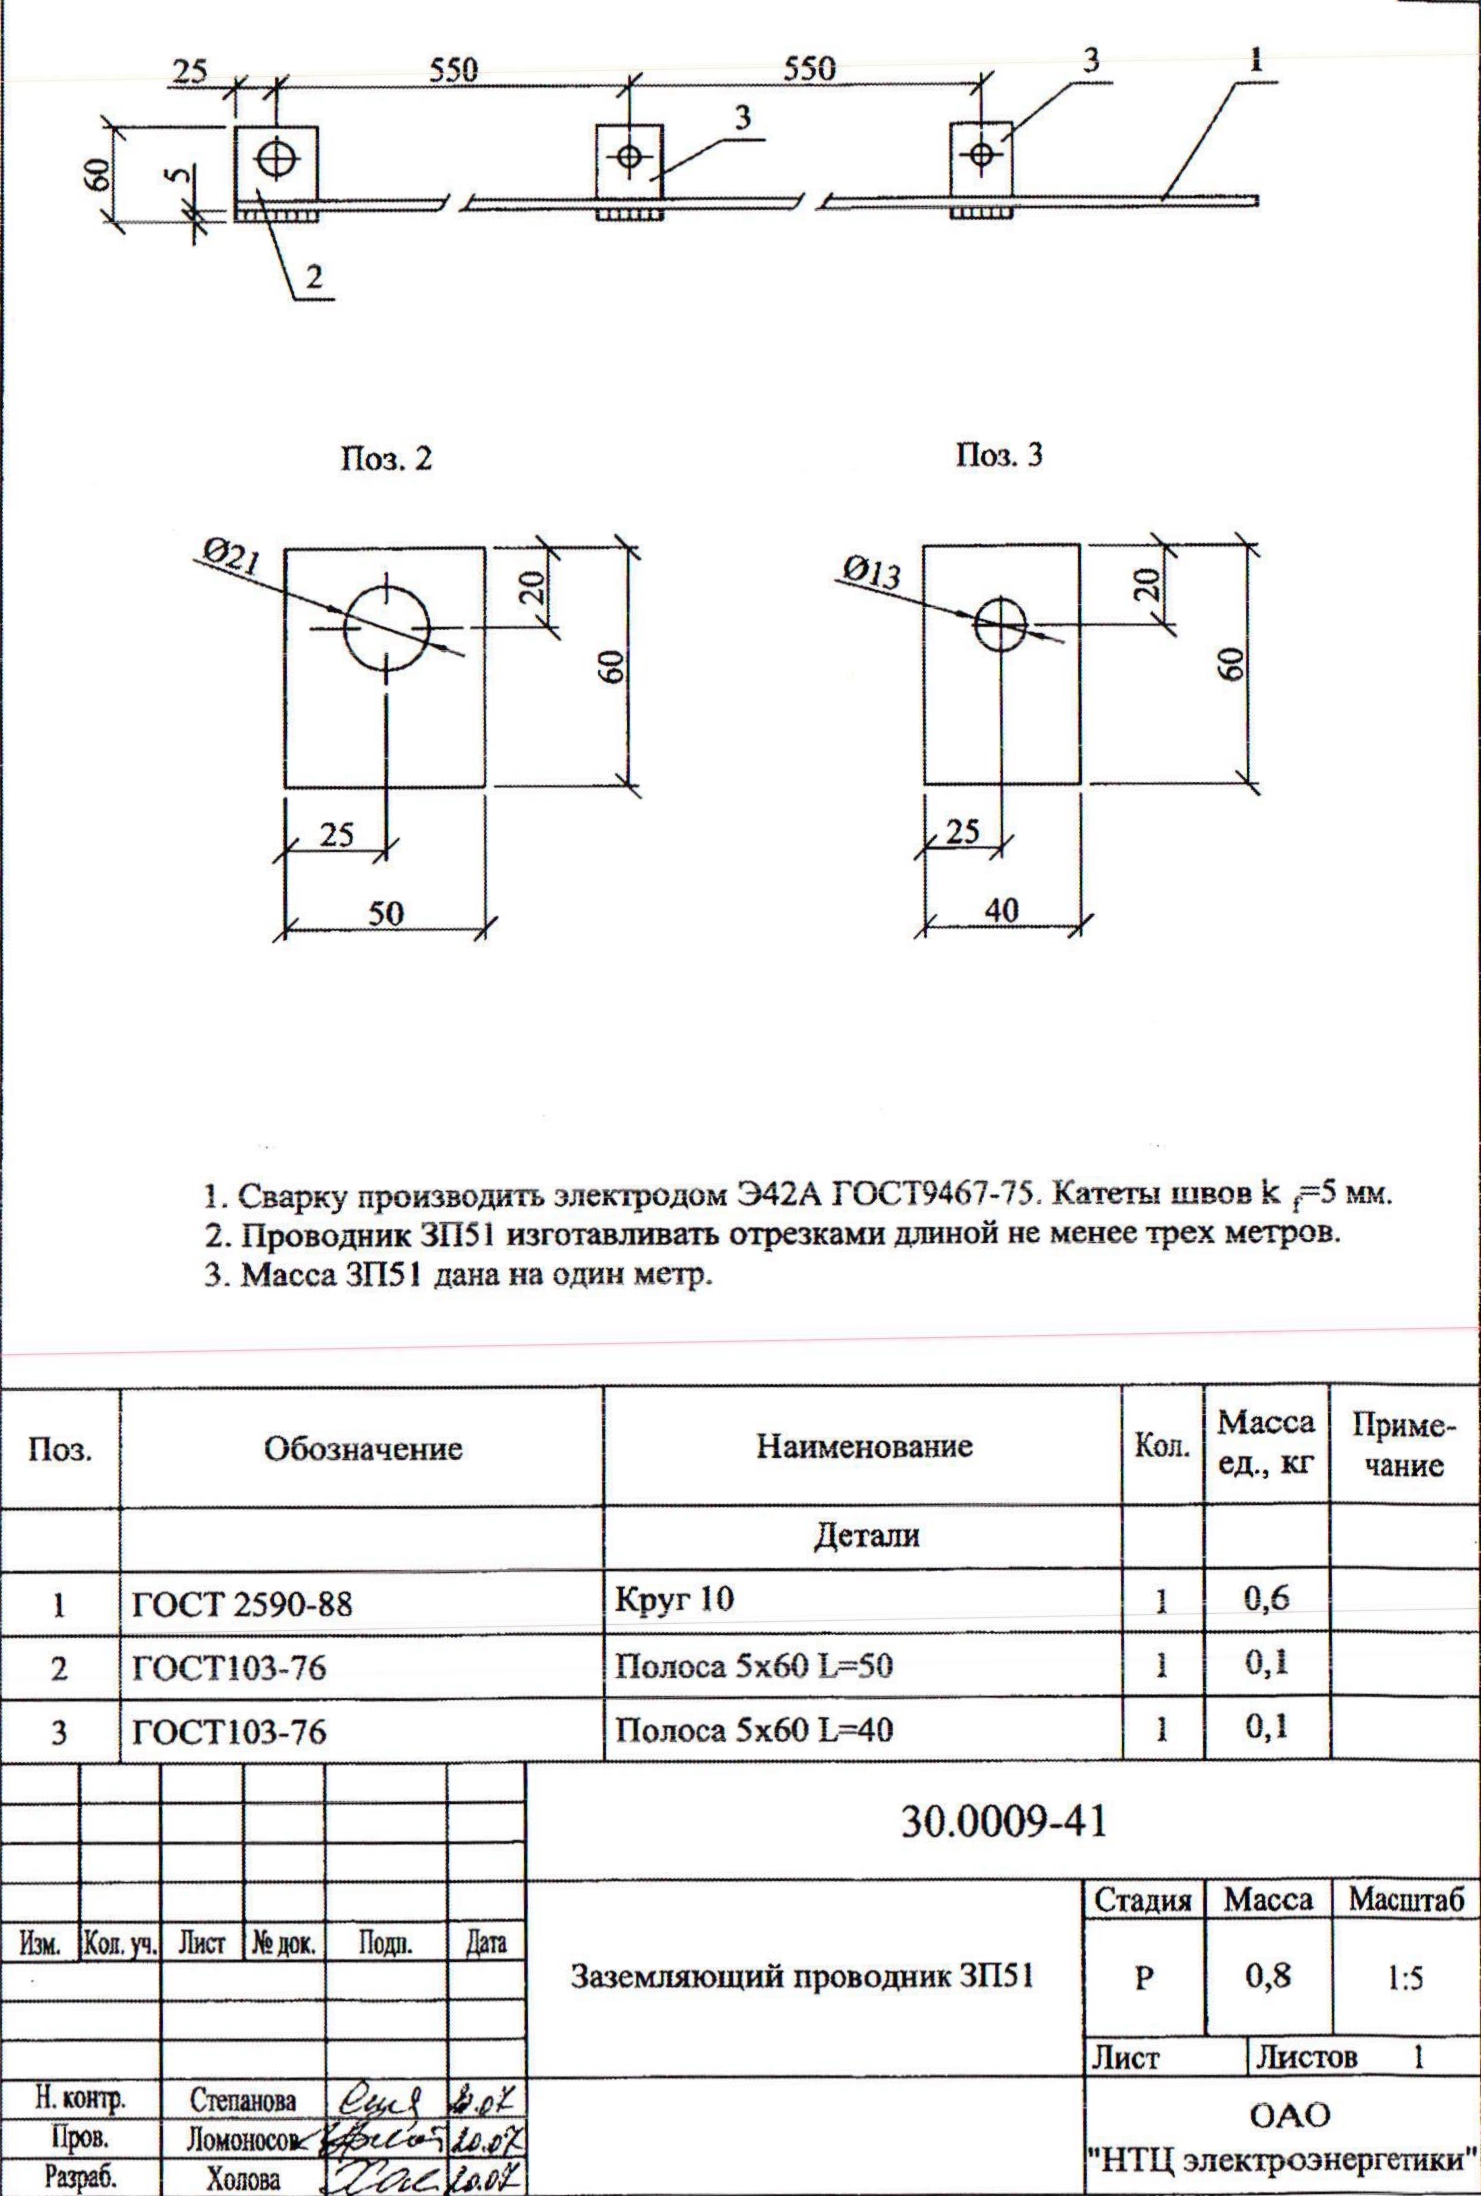 25 550 550 3 1
3
60 5
2
Поз. 2 Поз. 3
Ø21 20 60
25
50
Ø13 20 60
25
40
1. Сварку производить электродом Э42А ГОСТ9467-75. Катеты швов k f=5 мм.
2. Проводник ЗП51 изготавливать отрезками длиной не менее трех метров.
3. Масса ЗП51 дана на один метр.
Поз. Обозначение Наименование Кол. Масса ед., кг Приме-чание
Детали
1 ГОСТ 2590-88 Круг 10 1 0,6
2 ГОСТ103-76 Полоса 5х60 L=50 1 0,1
3 ГОСТ103-76 Полоса 5х60 L=40 1 0,1
30.0009-41
Стадия Масса Масштаб
Изм. Кол. уч. Лист № док. Подп. Дата
Заземляющий проводник ЗП51
Р 0,8 1:5
Лист Листов 1
Н. контр. Степанова 20.07
Пров. Ломоносов 20.07
Разраб. Холова 20.07
ОАО
"НТЦ электроэнергетики"